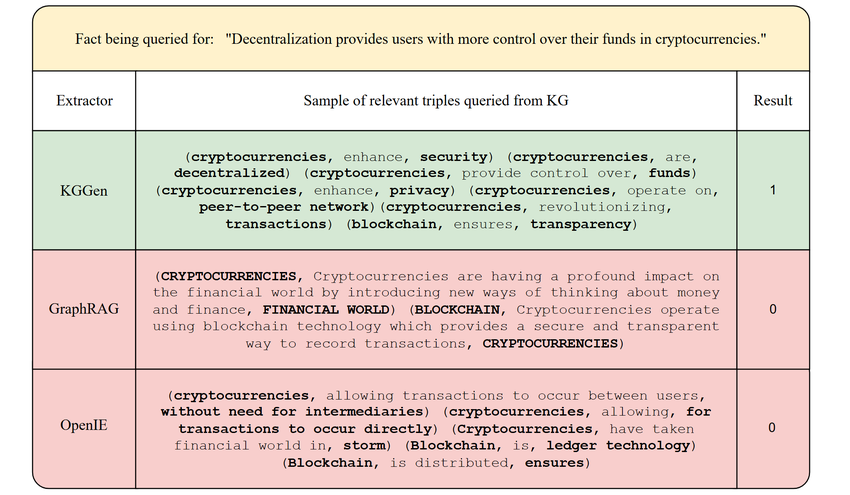 Fact being queried for: "Decentralization provides users with more control over their funds in cryptocurrencies."
Extractor
Sample of relevant triples queried from KG
Result
KGGen
(cryptocurrencies, enhance, security) (cryptocurrencies, are,
decentralized) (cryptocurrencies, provide control over, funds)
(cryptocurrencies, enhance, privacy) (cryptocurrencies, operate on,
peer-to-peer network)(cryptocurrencies, revolutionizing,
transactions) (blockchain, ensures, transparency)
1
GraphRAG
(CRYPTOCURRENCIES, Cryptocurrencies are having a profound impact on
the financial world by introducing new ways of thinking about money
and finance, FINANCIAL WORLD) (BLOCKCHAIN, Cryptocurrencies operate
using blockchain technology which provides a secure and transparent
way to record transactions, CRYPTOCURRENCIES)
0
OpenIE
(cryptocurrencies, allowing transactions to occur between users,
without need for intermediaries) (cryptocurrencies, allowing, for
transactions to occur directly) (Cryptocurrencies, have taken
financial world in, storm) (Blockchain, is, ledger technology)
(Blockchain, is distributed, ensures)
0